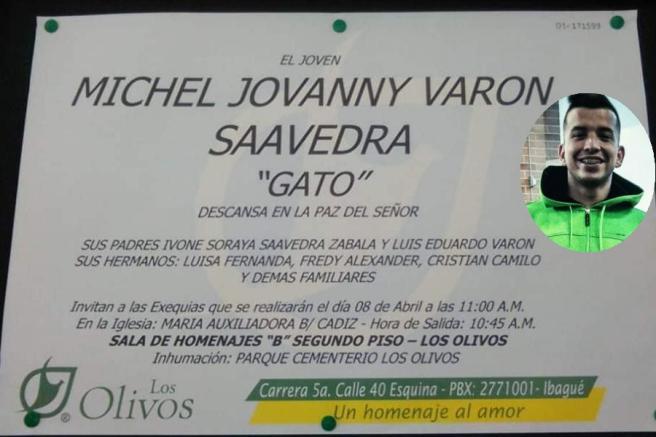 01-171599
EL JOVEN
MICHEL JOVANNY VARON
SAAVEDRA
"GATO"
DESCANSA EN LA PAZ DEL SEÑOR
SUS PADRES IVONE SORAYA SAAVEDRA ZABALA Y LUIS EDUARDO VARON
SUS HERMANOS: LUISA FERNANDA, FREDY ALEXANDER, CRISTIAN CAMILO
Y DEMAS FAMILIARES
Invitan a las Exequias que se realizarán el día 08 de Abril a las 11:00 A.M.
En la Iglesia: MARIA AUXILIADORA B/ CADIZ - Hora de Salida: 10:45 A.M.
SALA DE HOMENAJES "B" SEGUNDO PISO – LOS OLIVOS
Inhumación: PARQUE CEMENTERIO LOS OLIVOS
Los
Olivos
®
Carrera 5a. Calle 40 Esquina - PBX: 2771001- Ibagué
Un homenaje al amor